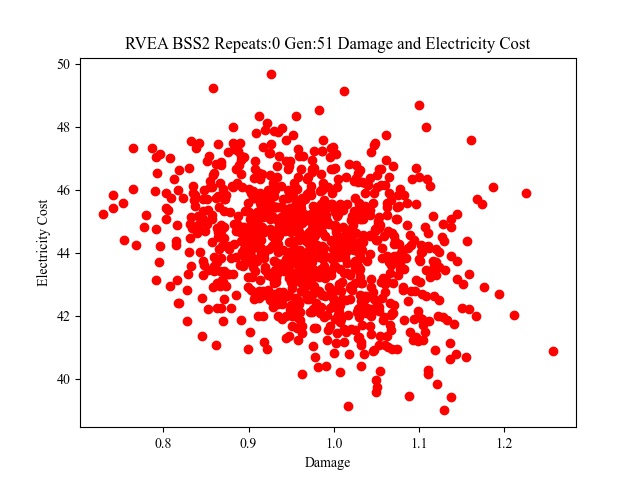 RVEA BSS2 Repeats:0 Gen:51 Damage and Electricity Cost
50
48
46
44
42
40
Electricity Cost
0.8 0.9 1.0 1.1 1.2
Damage